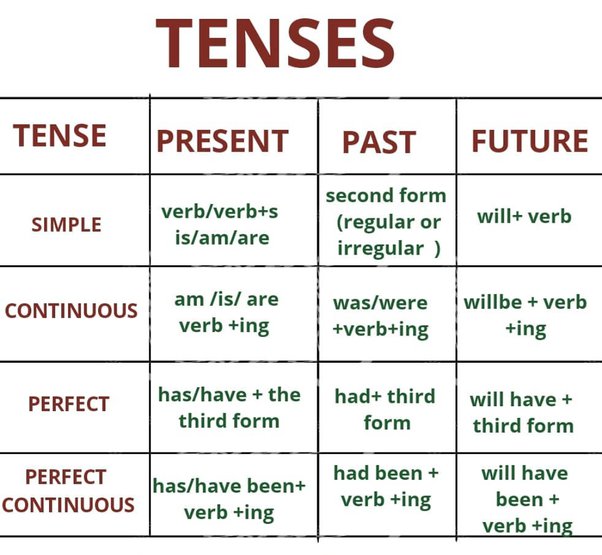 TENSES
TENSE PRESENT PAST FUTURE
SIMPLE
verb/verb+s
is/am/are
second form
(regular or
irregular )
will+ verb
CONTINUOUS
am /is/ are
verb +ing
was/were
+verb+ing
willbe + verb
+ing
PERFECT
has/have + the
third form
had+ third
form
will have +
third form
PERFECT
CONTINUOUS
has/have been+
verb +ing
had been +
verb +ing
will have
been +
verb +ing